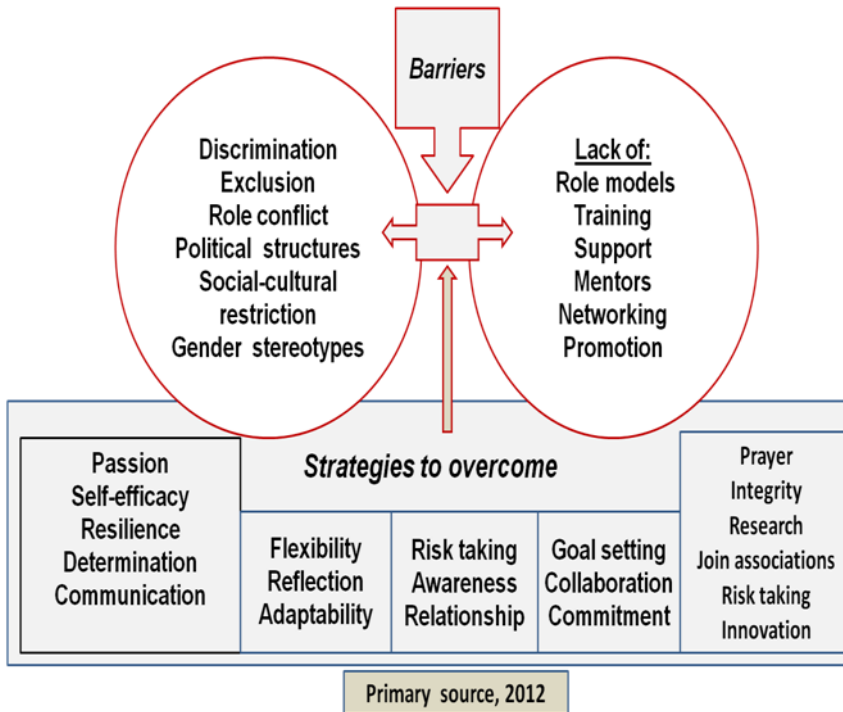 Barriers
Discrimination
Exclusion
Role conflict
Political structures
Social-cultural
restriction
Gender stereotypes
Lack of:
Role models
Training
Support
Mentors
Networking
Promotion
Strategies to overcome
Passion
Self-efficacy
Resilience
Determination
Communication
Flexibility
Reflection
Adaptability
Risk taking
Awareness
Relationship
Goal setting
Collaboration
Commitment
Prayer
Integrity
Research
Join associations
Risk taking
Innovation
Primary source, 2012